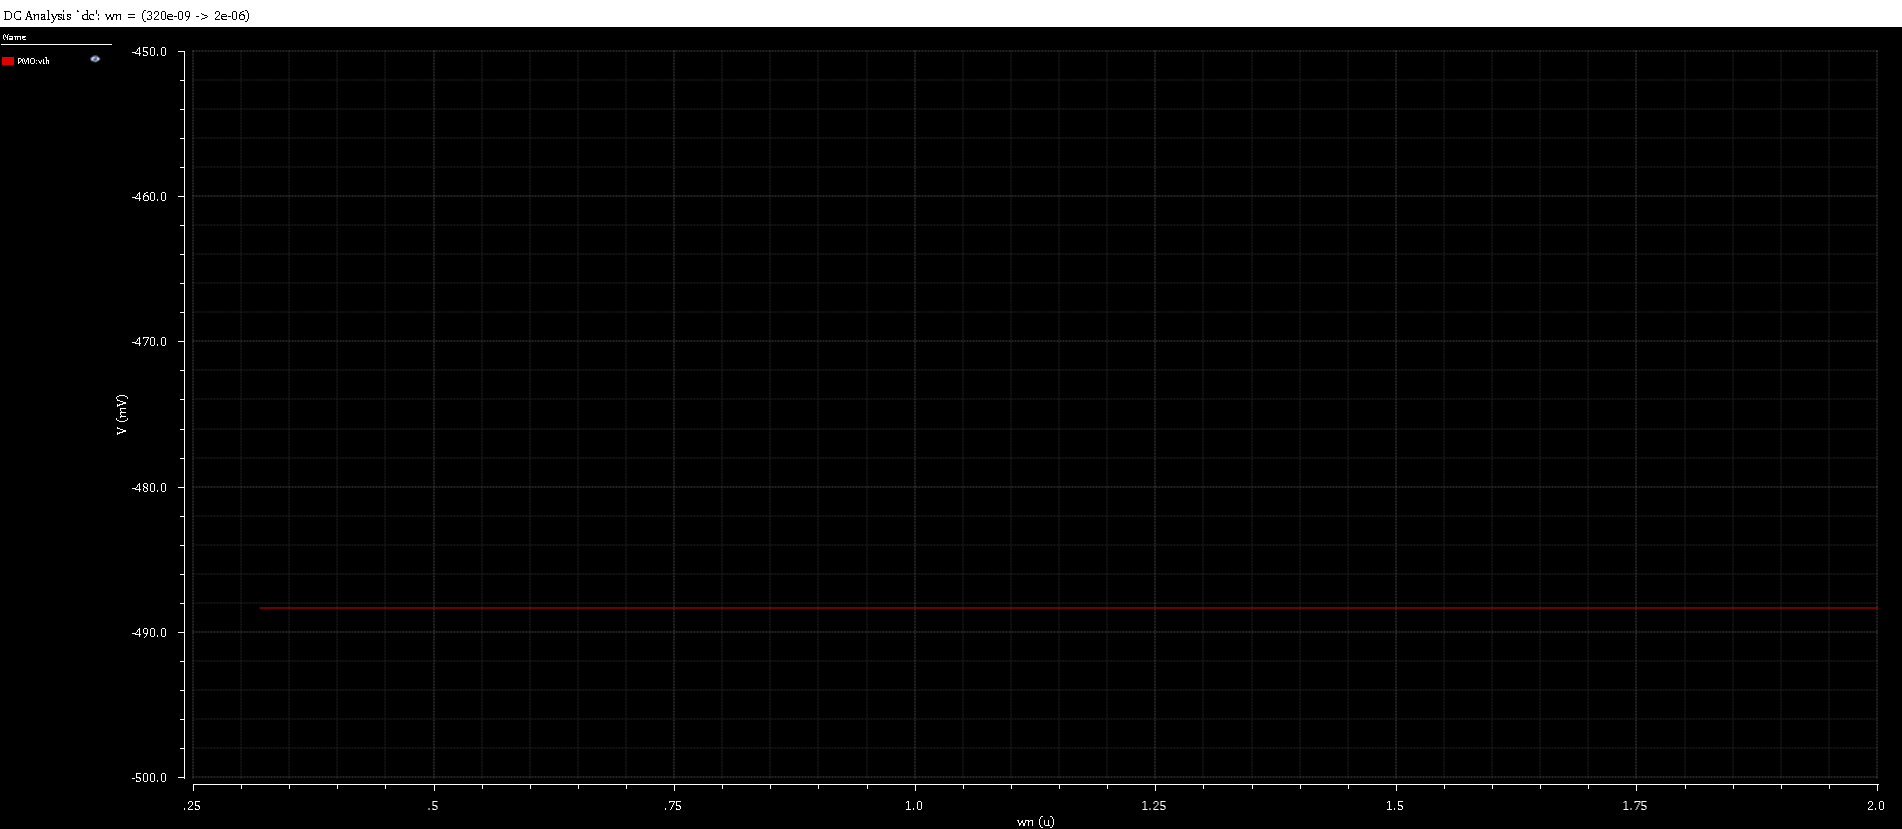 DC Analysis `dc': wn = (320e-09 -> 2e-06)
Name
PM0:vth
-450.0
-460.0
-470.0
V (mV)
-480.0
-490.0
-500.0
.25 .5 .75 1.0 1.25 1.5 1.75 2.0
wn (u)